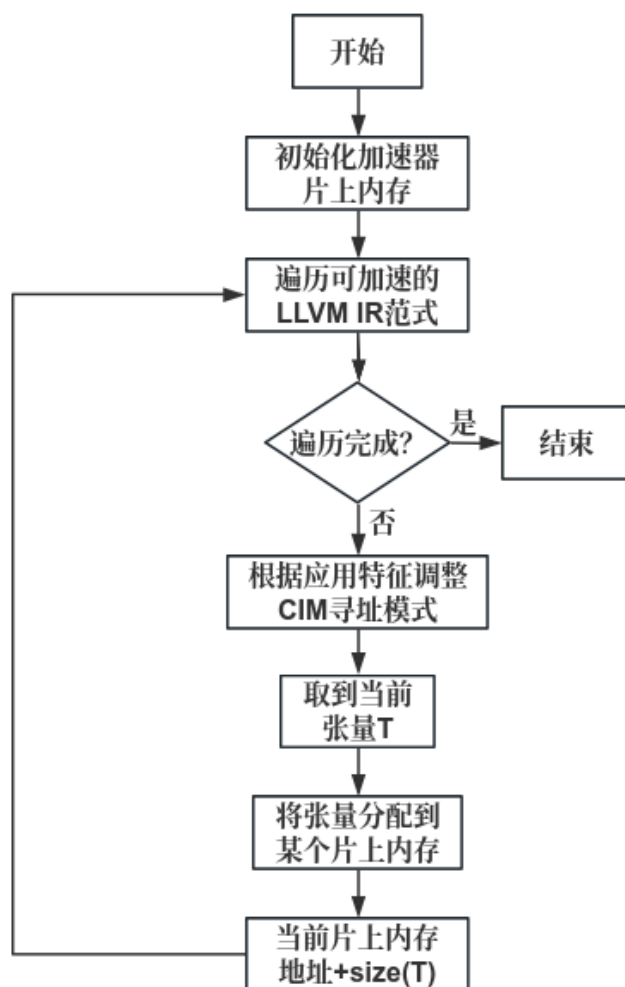 开始
初始化加速器
片上内存
遍历可加速的
LLVM IR范式
遍历完成?
是
结束
否
根据应用特征调整
CIM寻址模式
取到当前
张量T
将张量分配到
某个片上内存
当前片上内存
地址+size(T)